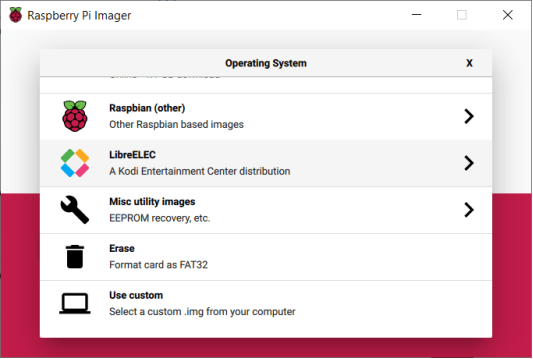 Raspberry Pi Imager
Operating System
X
Raspbian (other)
Other Raspbian based images
LibreELEC
A Kodi Entertainment Center distribution
Misc utility images
EEPROM recovery, etc.
Erase
Format card as FAT32
Use custom
Select a custom .img from your computer